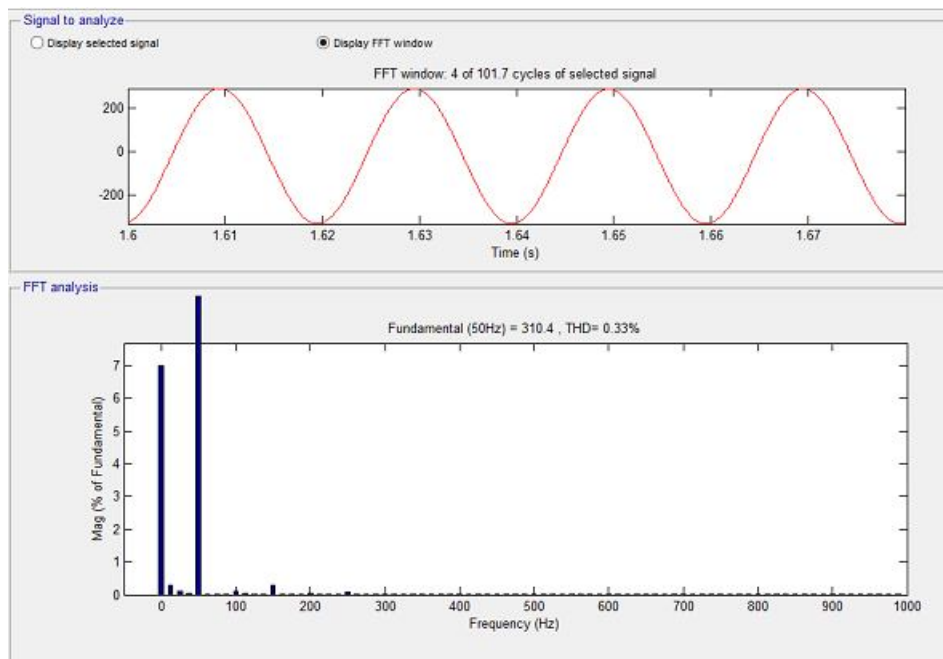 Signal to analyze
Display selected signal
Display FFT window
FFT window: 4 of 101.7 cycles of selected signal
200
0
-200
1.6 1.61 1.62 1.63 1.64 1.65 1.66 1.67
Time (s)
FFT analysis
Fundamental (50Hz) = 310.4 , THD= 0.33%
7
6
5
4
3
2
1
0
Mag (% of Fundamental)
0 100 200 300 400 500 600 700 800 900 1000
Frequency (Hz)